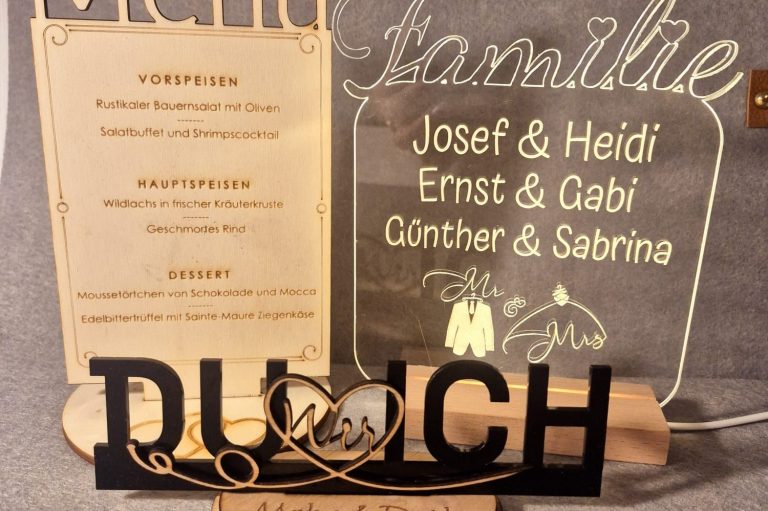 Menü
VORSPEISEN
Rustikaler Bauernsalat mit Oliven
Salatbuffet und Shrimpscocktail
HAUPTSPEISEN
Wildlachs in frischer Kräuterkruste
Geschmortes Rind
DESSERT
Moussetörtchen von Schokolade und Mocca
Edelbittertrüffel mit Sainte-Maure Ziegenkäse
Familie
Josef & Heidi
Ernst & Gabi
Günther & Sabrina
Mr
&
Mrs
DU wir ICH